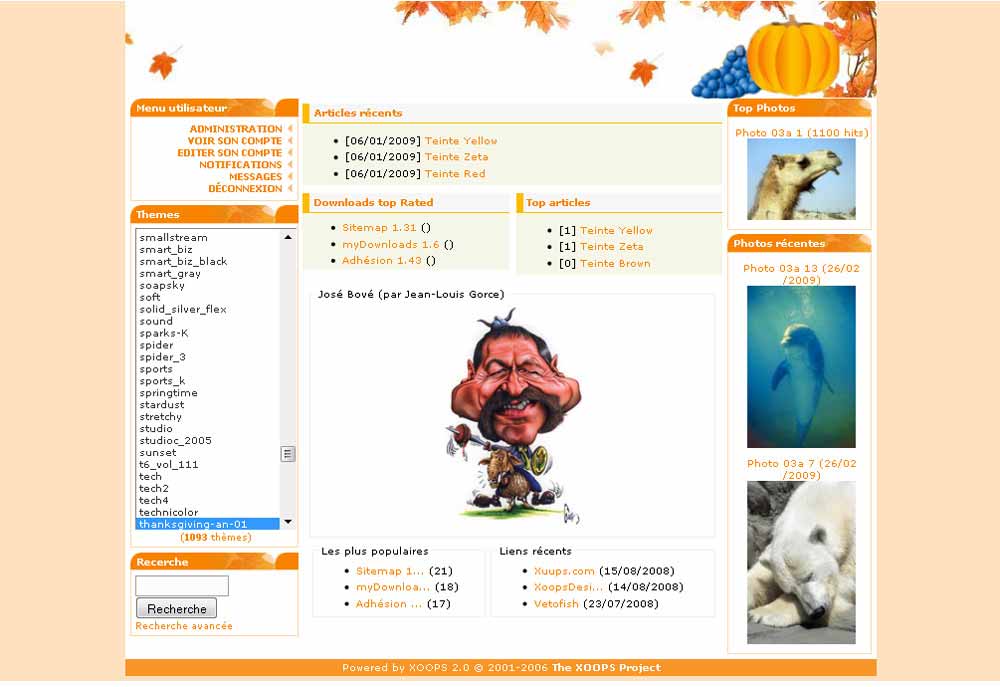 Menu utilisateur
ADMINISTRATION
VOIR SON COMPTE
EDITER SON COMPTE
NOTIFICATIONS
MESSAGES
DÉCONNEXION
Themes
smallstream
smart_biz
smart_biz_black
smart_gray
soapsky
soft
solid_silver_flex
sound
sparks-K
spider
spider_3
sports
sports_k
springtime
stardust
stretchy
studio
studioc_2005
sunset
t6_vol_111
tech
tech2
tech4
technicolor
thanksgiving-an-01
(1093 thèmes)
Recerche
Recherche
Recherche avancée
Articles récents
[06/01/2009] Teinte Yellow
[06/01/2009] Teinte Zeta
[06/01/2009] Teinte Red
Downloads top Rated
Sitemap 1.31 ()
myDownloads 1.6 ()
Adhésion 1.43 ()
Top articles
[1] Teinte Yellow
[1] Teinte Zeta
[0] Teinte Brown
José Bové (par Jean-Louis Gorce)
Les plus populaires
Sitemap 1... (21)
myDownloa... (18)
Adhésion ... (17)
Liens récents
Xuups.com (15/08/2008)
XoopsDesi... (14/08/2008)
Vetofish (23/07/2008)
Top Photos
Photo 03a 1 (1100 hits)
Photos récentes
Photo 03a 13 (26/02
/2009)
Photo 03a 7 (26/02
/2009)
Powered by XOOPS 2.0 © 2001-2006 The XOOPS Project